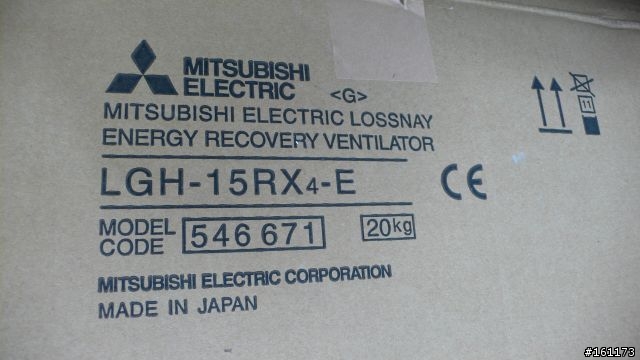 MITSUBISHI
ELECTRIC
<G>
MITSUBISHI ELECTRIC LOSSNAY
ENERGY RECOVERY VENTILATOR
LGH-15RX4-E
CE
MODEL
CODE
546 671
20kg
MITSUBISHI ELECTRIC CORPORATION
MADE IN JAPAN
#161173